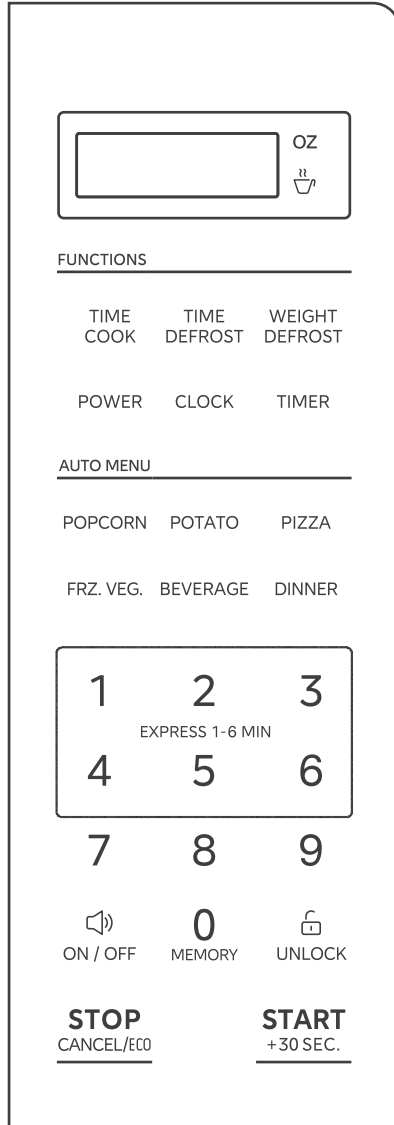 OZ
FUNCTIONS
TIME TIME WEIGHT
COOK DEFROST DEFROST
POWER CLOCK TIMER
AUTO MENU
POPCORN POTATO PIZZA
FRZ. VEG. BEVERAGE DINNER
1 2 3
EXPRESS 1-6 MIN
4 5 6
7 8 9
0
ON / OFF MEMORY UNLOCK
STOP START
CANCEL/ECO +30 SEC.